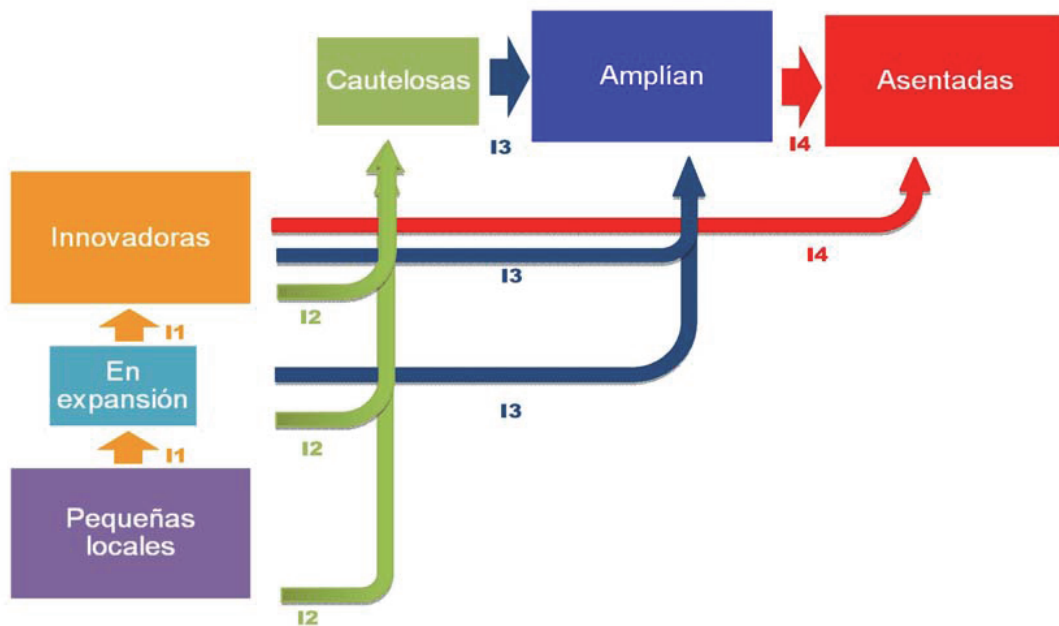 Cautelosas
Amplían
Asentadas
I3
I4
Innovadoras
I3
I4
I2
I1
En
expansión
I3
I2
I1
Pequeñas
locales
I2